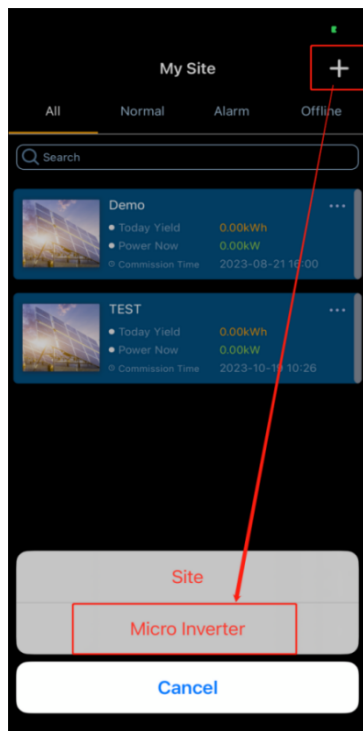 My Site
All Normal Alarm Offline
Search
Demo
Today Yield 0.00kWh
Power Now 0.00kW
Commission Time 2023-08-21 16:00
TEST
Today Yield 0.00kWh
Power Now 0.00kW
Commission Time 2023-10-19 10:26
Site
Micro Inverter
Cancel